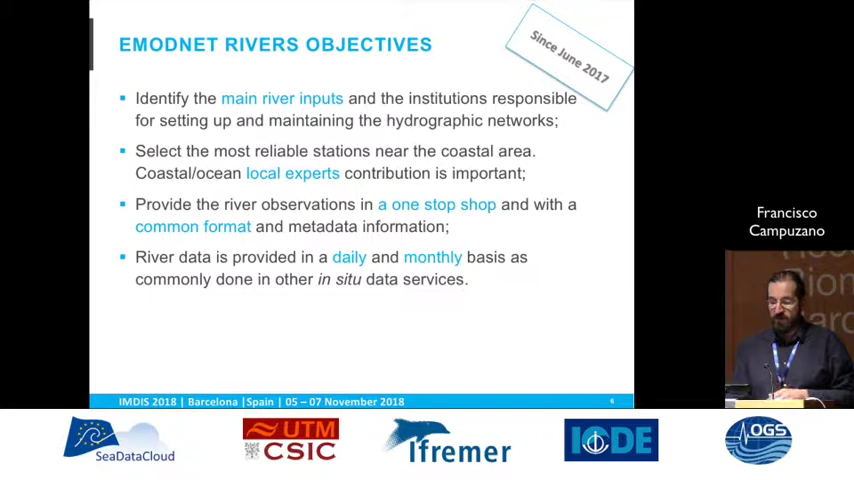 EMODNET RIVERS OBJECTIVES
Since June 2017
▪ Identify the main river inputs and the institutions responsible
for setting up and maintaining the hydrographic networks;
▪ Select the most reliable stations near the coastal area.
Coastal/ocean local experts contribution is important;
▪ Provide the river observations in a one stop shop and with a
common format and metadata information;
▪ River data is provided in a daily and monthly basis as
commonly done in other in situ data services.
Francisco
Campuzano
IMDIS 2018 | Barcelona |Spain | 05 – 07 November 2018
6
SeaDataCloud
UTM
CSIC
Ifremer
IODE
OGS